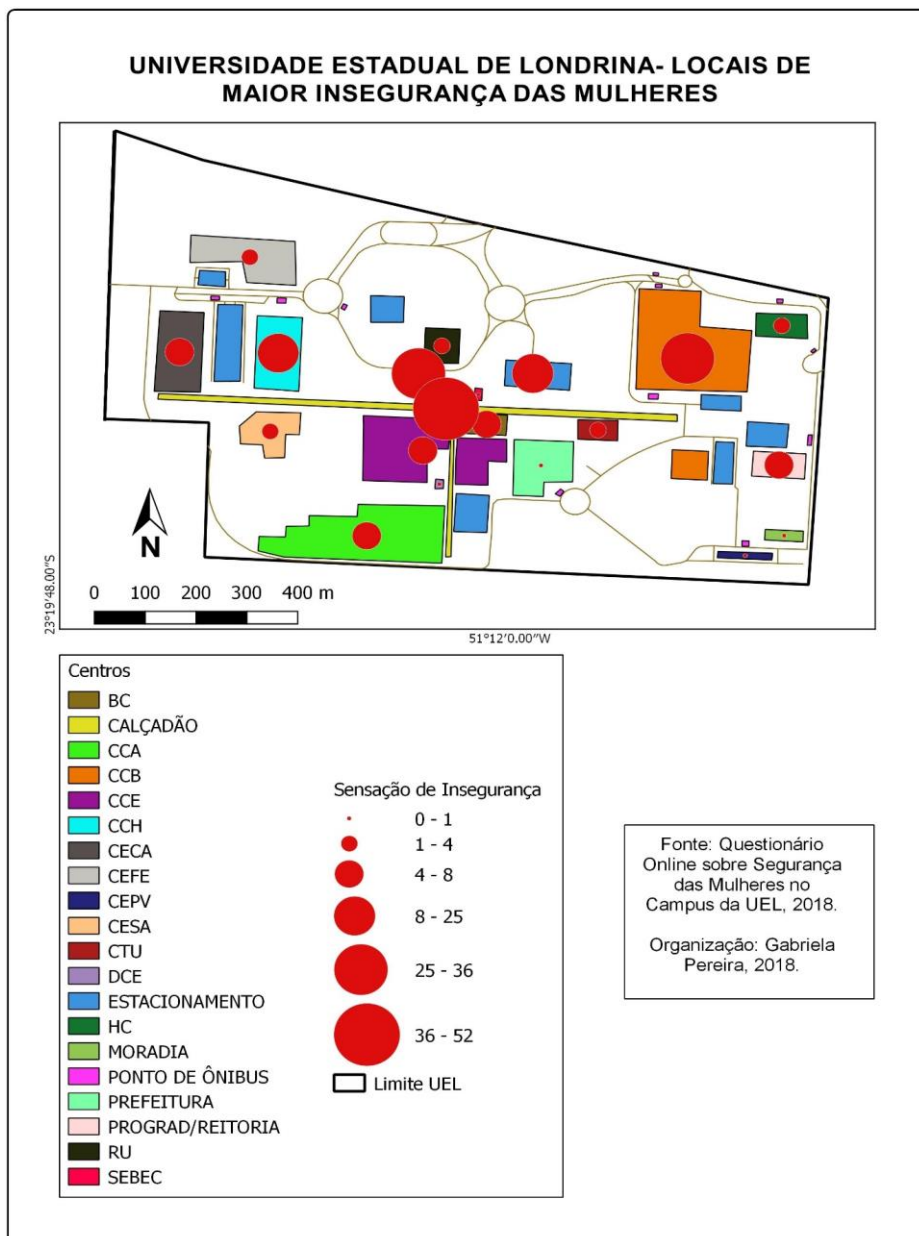 UNIVERSIDADE ESTADUAL DE LONDRINA- LOCAIS DE
MAIOR INSEGURANÇA DAS MULHERES
N
0 100 200 300 400 m
23°19'48.00"S
51°12'0.00"W
Centros
BC
CALÇADÃO
CCA
CCB
CCE
CCH
CECA
CEFE
CEPV
CESA
CTU
DCE
ESTACIONAMENTO
HC
MORADIA
PONTO DE ÔNIBUS
PREFEITURA
PROGRAD/REITORIA
RU
SEBEC
Sensação de Insegurança
0 - 1
1 - 4
4 - 8
8 - 25
25 - 36
36 - 52
Limite UEL
Fonte: Questionário
Online sobre Segurança
das Mulheres no
Campus da UEL, 2018.
Organização: Gabriela
Pereira, 2018.